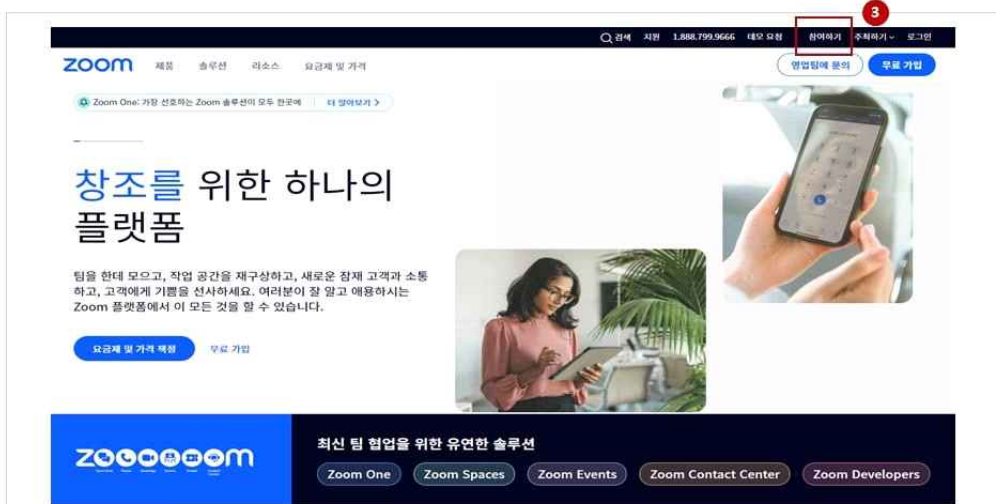 3
검색 지원 1.888.799.9666 데모 요청 참여하기 주최하기 로그인
zoom 제품 솔루션 리소스 요금제 및 가격 영업팀에 문의 무료 가입
Zoom One: 가장 선호하는 Zoom 솔루션이 모두 한곳에 더 알아보기 >
창조를 위한 하나의
플랫폼
팀을 한데 모으고, 작업 공간을 재구상하고, 새로운 잠재 고객과 소통
하고, 고객에게 기쁨을 선사하세요. 여러분이 잘 알고 애용하시는
Zoom 플랫폼에서 이 모든 것을 할 수 있습니다.
요금제 및 가격 책정 무료 가입
zoooooom
최신 팀 협업을 위한 유연한 솔루션
Zoom One Zoom Spaces Zoom Events Zoom Contact Center Zoom Developers